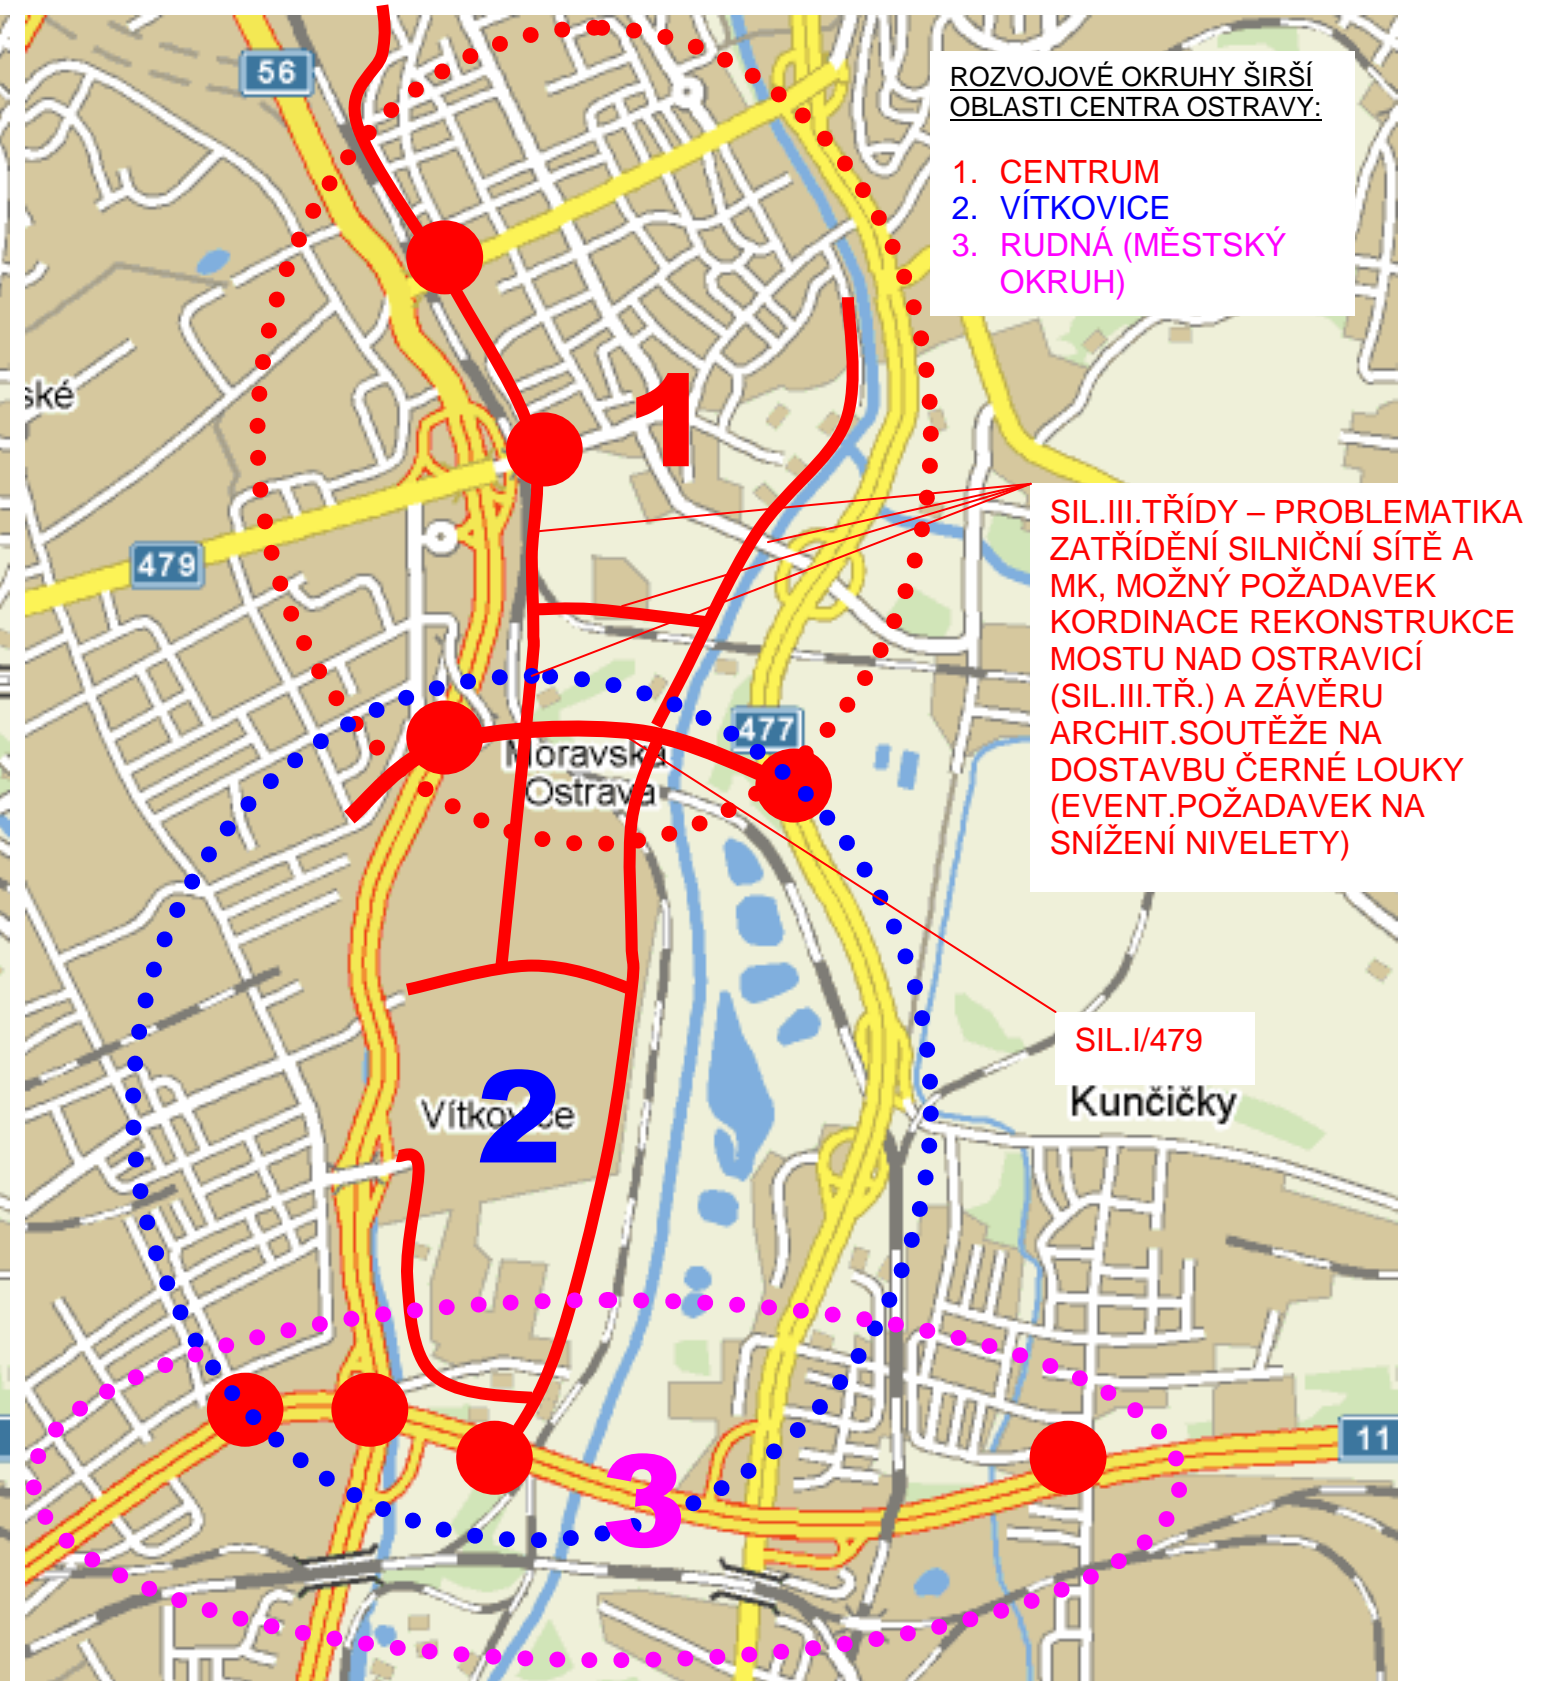 56
ROZVOJOVÉ OKRUHY ŠIRŠÍ
OBLASTI CENTRA OSTRAVY:
1. CENTRUM
2. VÍTKOVICE
3. RUDNÁ (MĚSTSKÝ
OKRUH)
ské
1
479
SIL.III.TŘÍDY – PROBLEMATIKA
ZATŘÍDĚNÍ SILNIČNÍ SÍTĚ A
MK, MOŽNÝ POŽADAVEK
KORDINACE REKONSTRUKCE
MOSTU NAD OSTRAVICÍ
(SIL.III.TŘ.) A ZÁVĚRU
ARCHIT.SOUTĚŽE NA
DOSTAVBU ČERNÉ LOUKY
(EVENT.POŽADAVEK NA
SNÍŽENÍ NIVELETY)
477
Moravská
Ostrava
SIL.I/479
Kunčičky
Vítkovice
2
11
3